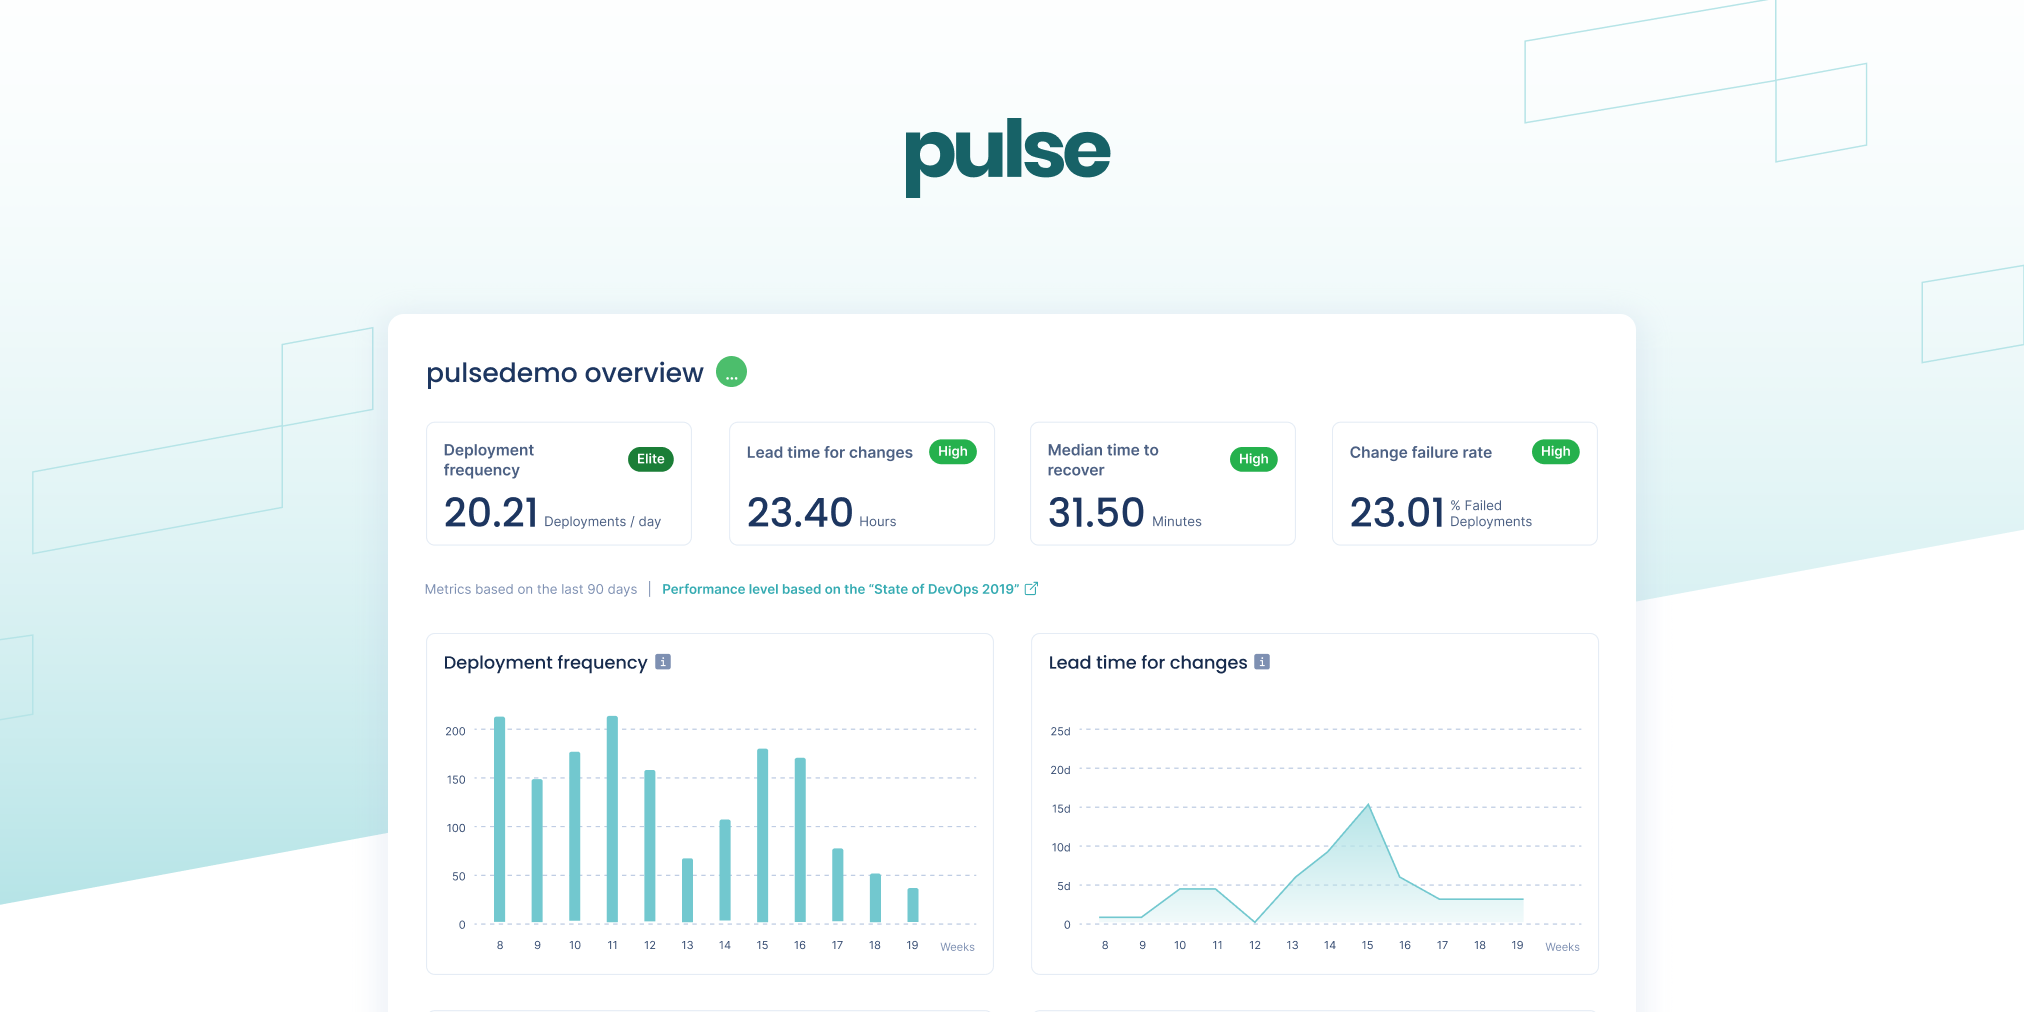 pulse
pulsedemo overview ...
Deployment
frequency
Elite
20.21 Deployments / day
Lead time for changes High
23.40 Hours
Median time to
recover
High
31.50 Minutes
Change failure rate High
23.01 % Failed
Deployments
Metrics based on the last 90 days | Performance level based on the “State of DevOps 2019”
Deployment frequency i
200
150
100
50
0
8 9 10 11 12 13 14 15 16 17 18 19 Weeks
Lead time for changes i
25d
20d
15d
10d
5d
0
8 9 10 11 12 13 14 15 16 17 18 19 Weeks